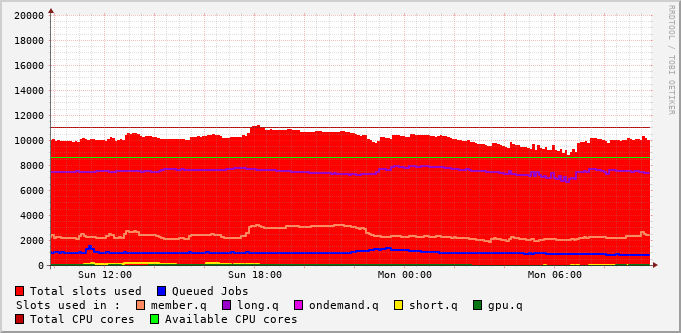 20000
18000
16000
14000
12000
10000
8000
6000
4000
2000
0
Sun 12:00 Sun 18:00 Mon 00:00 Mon 06:00
RRDTOOL / TOBI OETIKER
Total slots used Queued Jobs
Slots used in : member.q long.q ondemand.q short.q gpu.q
Total CPU cores Available CPU cores